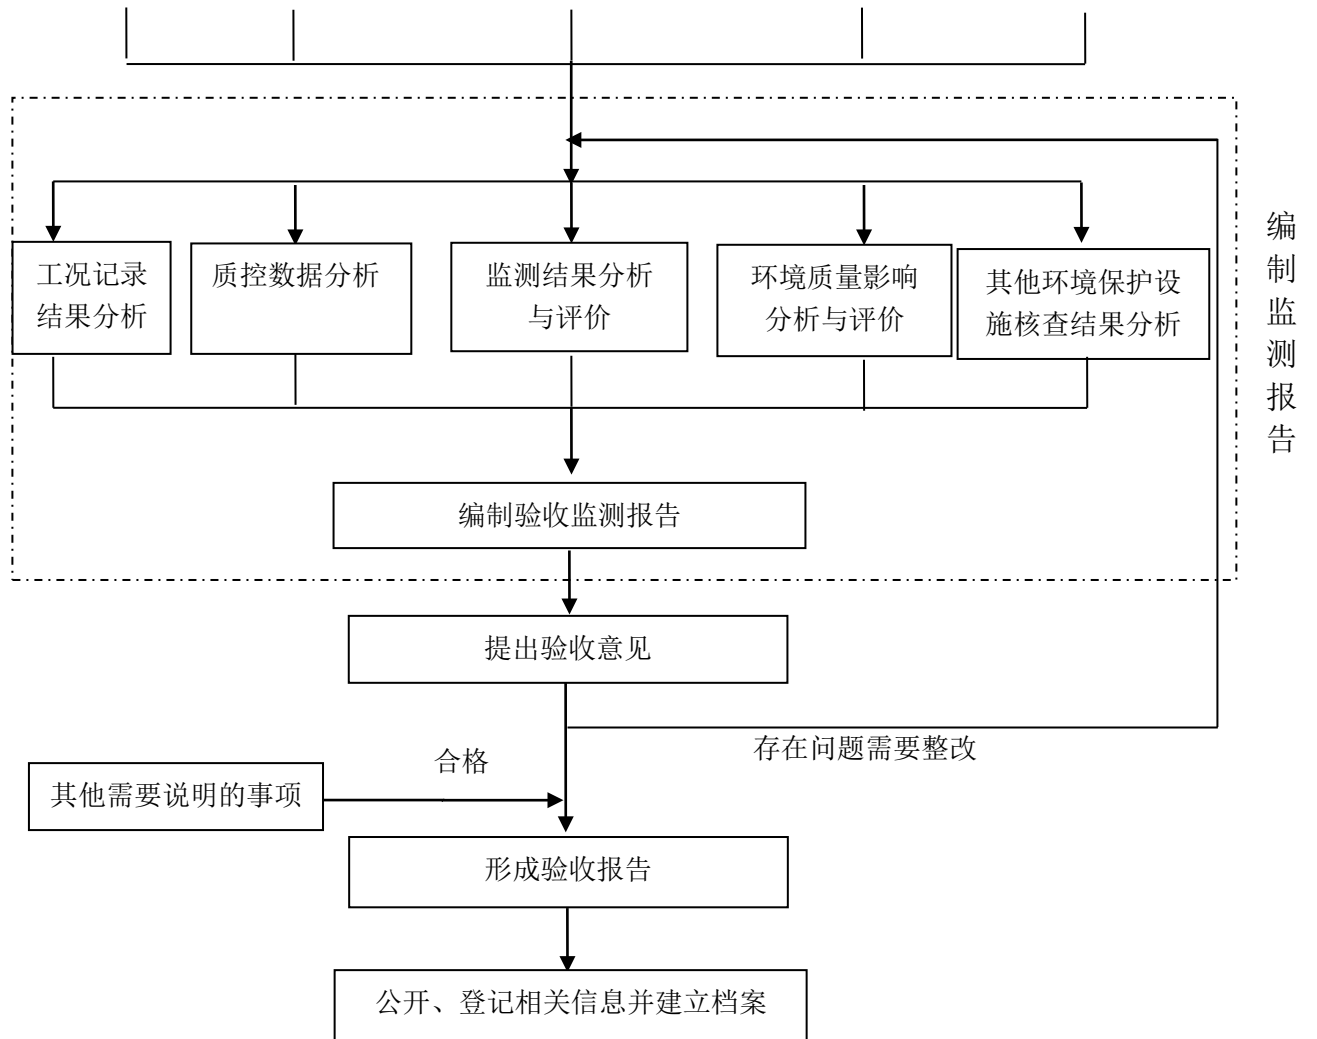 工况记录
结果分析
质控数据分析
监测结果分析
与评价
环境质量影响
分析与评价
其他环境保护设
施核查结果分析
编制监测报告
编制验收监测报告
提出验收意见
存在问题需要整改
合格
其他需要说明的事项
形成验收报告
公开、登记相关信息并建立档案